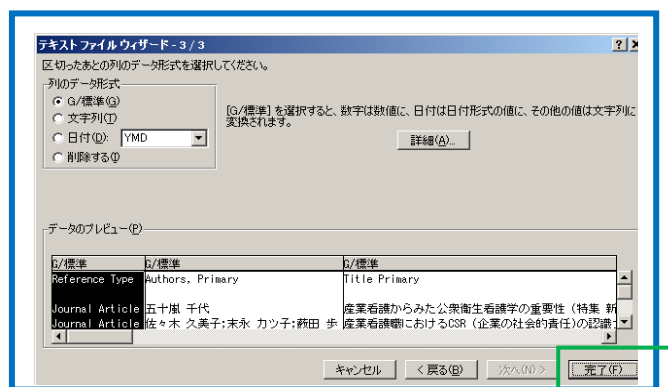 テキスト ファイル ウィザード - 3 / 3
区切ったあとの列のデータ形式を選択してください。
列のデータ形式
G/標準(G)
文字列(T)
日付(D): YMD
削除する(I)
[G/標準] を選択すると、数字は数値に、日付は日付形式の値に、その他の値は文字列に
変換されます。
詳細(A)...
データのプレビュー(P)
G/標準 G/標準 G/標準
Reference Type Authors, Primary Title Primary
Journal Article 五十嵐 千代 産業看護からみた公衆衛生看護学の重要性 (特集 新
Journal Article 佐々木 久美子;末永 カツ子;薮田 歩 産業看護職におけるCSR (企業の社会的責任)の認識
キャンセル < 戻る(B) 次へ(N) > 完了(F)